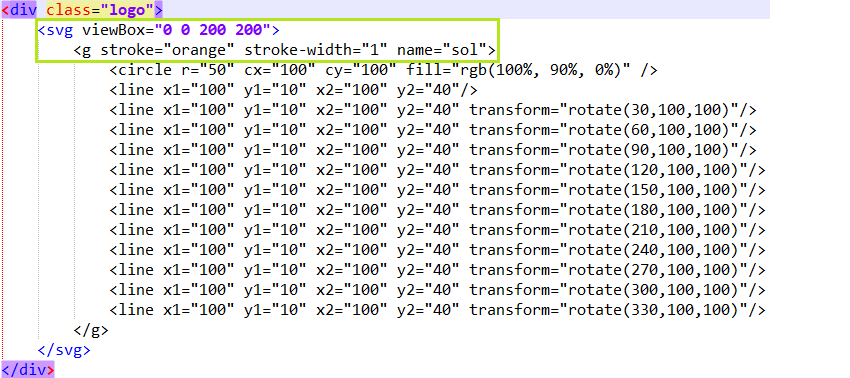 <div class="logo">
<svg viewBox="0 0 200 200">
<g stroke="orange" stroke-width="1" name="sol">
<circle r="50" cx="100" cy="100" fill="rgb(100%, 90%, 0%)" />
<line x1="100" y1="10" x2="100" y2="40"/>
<line x1="100" y1="10" x2="100" y2="40" transform="rotate(30,100,100)"/>
<line x1="100" y1="10" x2="100" y2="40" transform="rotate(60,100,100)"/>
<line x1="100" y1="10" x2="100" y2="40" transform="rotate(90,100,100)"/>
<line x1="100" y1="10" x2="100" y2="40" transform="rotate(120,100,100)"/>
<line x1="100" y1="10" x2="100" y2="40" transform="rotate(150,100,100)"/>
<line x1="100" y1="10" x2="100" y2="40" transform="rotate(180,100,100)"/>
<line x1="100" y1="10" x2="100" y2="40" transform="rotate(210,100,100)"/>
<line x1="100" y1="10" x2="100" y2="40" transform="rotate(240,100,100)"/>
<line x1="100" y1="10" x2="100" y2="40" transform="rotate(270,100,100)"/>
<line x1="100" y1="10" x2="100" y2="40" transform="rotate(300,100,100)"/>
<line x1="100" y1="10" x2="100" y2="40" transform="rotate(330,100,100)"/>
</g>
</svg>
</div>